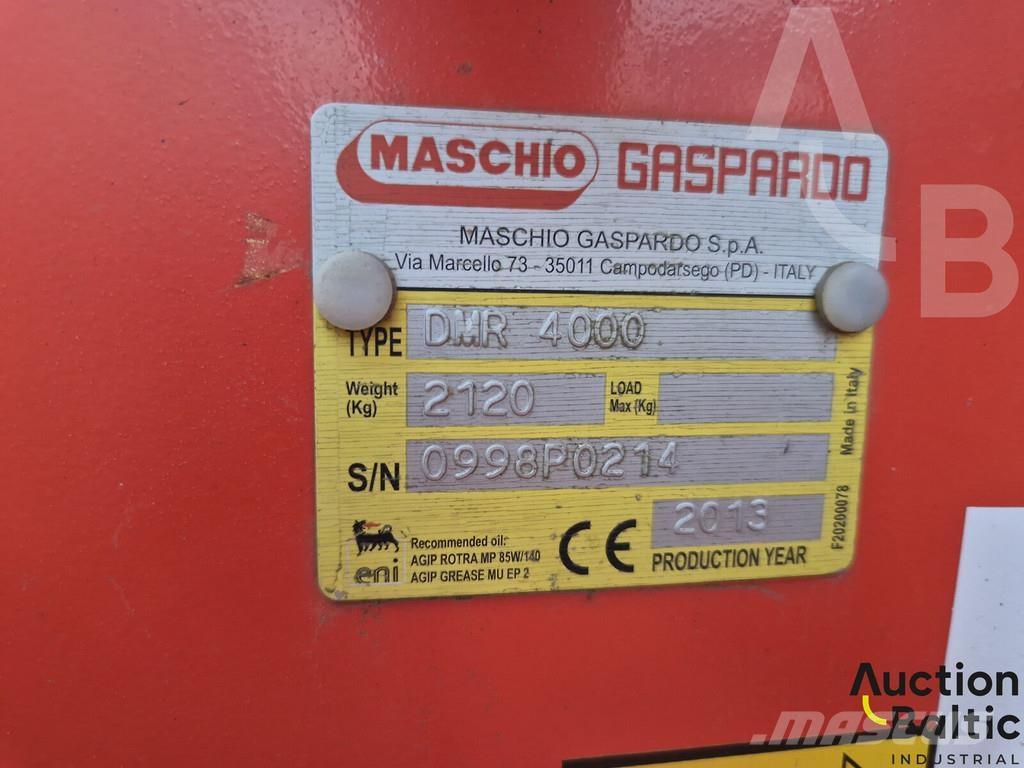 MASCHIO GASPARDO
MASCHIO GASPARDO S.p.A.
Via Marcello 73 - 35011 Campodarsego (PD) - ITALY
TYPE DMR 4000
Weight (Kg) 2120 LOAD Max (Kg)
S/N 0998P0214
2013
PRODUCTION YEAR
CE
eni
Recommended oil:
AGIP ROTRA MP 85W/140
AGIP GREASE MU EP 2
Made in Italy
F20200078
AB
Auction
Baltic
INDUSTRIAL
MASCUS